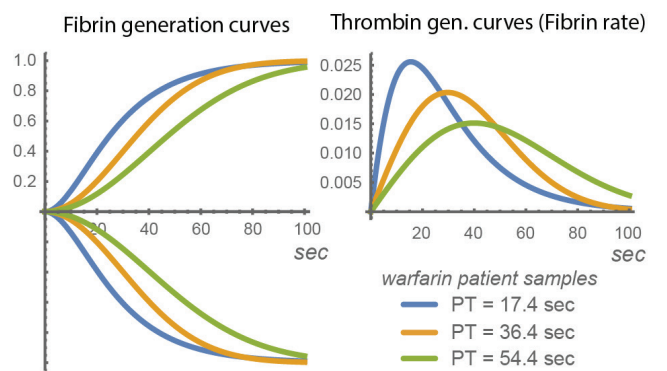 Fibrin generation curves
1.0
0.8
0.6
0.4
0.2
20 40 60 80 100
sec
Thrombin gen. curves (Fibrin rate)
0.025
0.020
0.015
0.010
0.005
20 40 60 80 100
sec
warfarin patient samples
PT = 17.4 sec
PT = 36.4 sec
PT = 54.4 sec